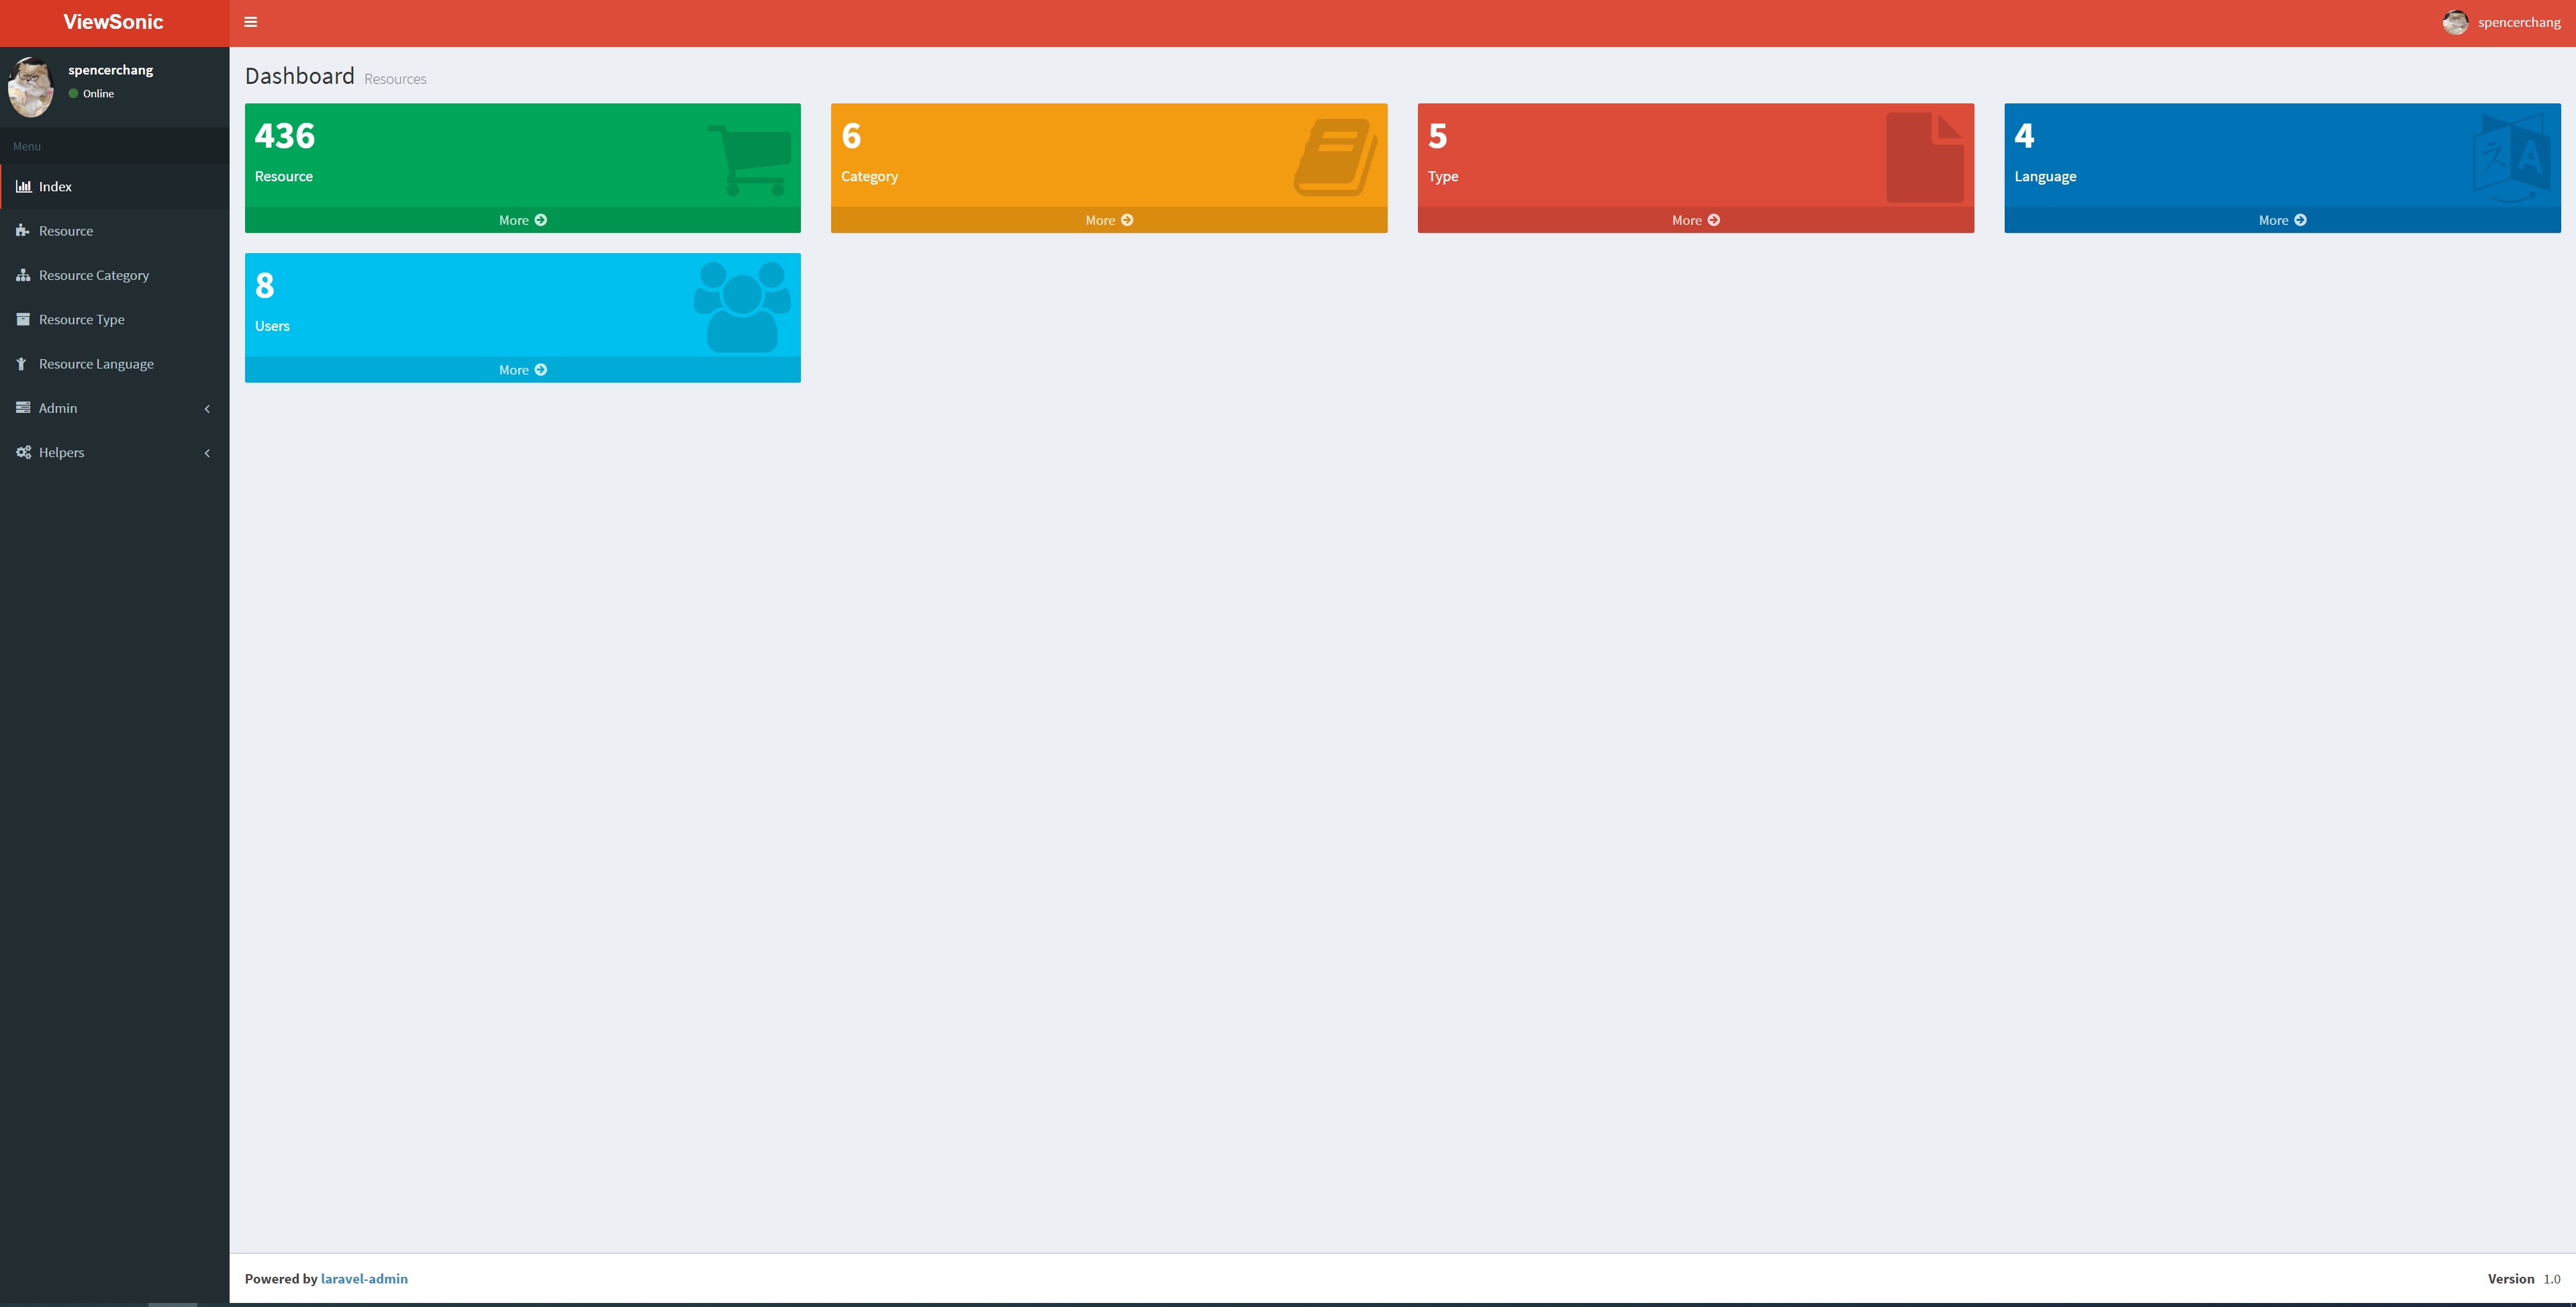 ViewSonic
spencerchang
spencerchang
Online
Menu
Index
Resource
Resource Category
Resource Type
Resource Language
Admin
Helpers
Dashboard Resources
436
Resource
More
6
Category
More
5
Type
More
4
Language
More
8
Users
More
Powered by laravel-admin
Version 1.0